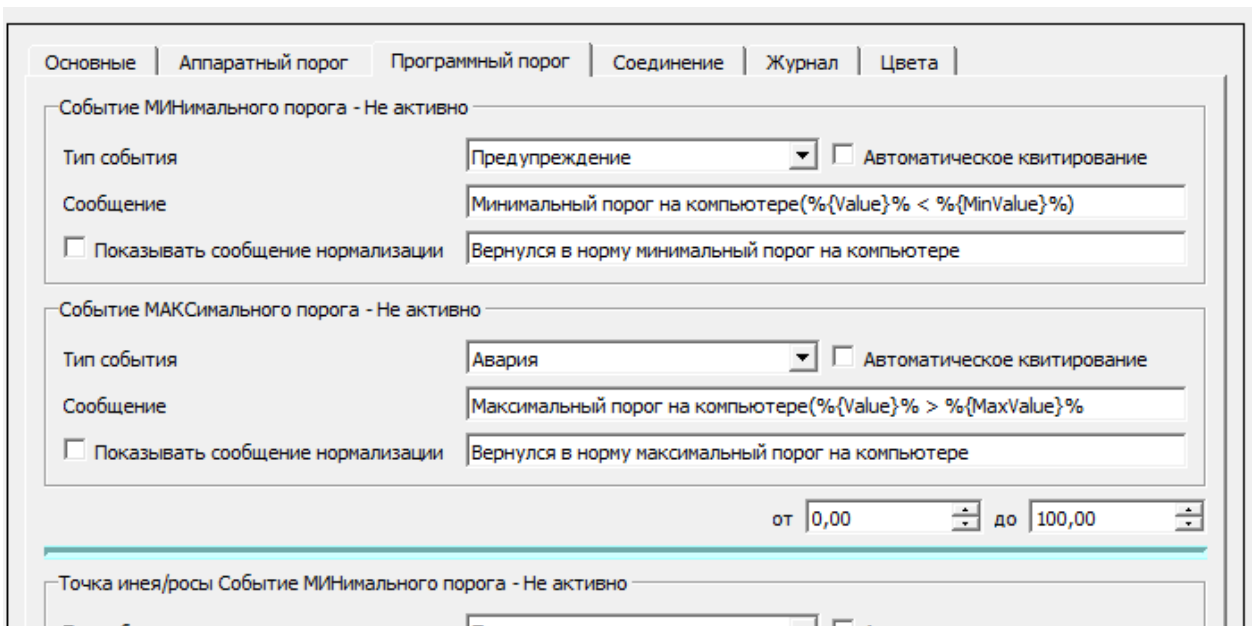 Основные Аппаратный порог Программный порог Соединение Журнал Цвета
Событие МИНимального порога - Не активно
Тип события Предупреждение Автоматическое квитирование
Сообщение Минимальный порог на компьютере(%{Value}% < %{MinValue}%)
Показывать сообщение нормализации Вернулся в норму минимальный порог на компьютере
Событие МАКСимального порога - Не активно
Тип события Авария Автоматическое квитирование
Сообщение Максимальный порог на компьютере(%{Value}% > %{MaxValue}%
Показывать сообщение нормализации Вернулся в норму максимальный порог на компьютере
от 0,00 до 100,00
Точка инея/росы Событие МИНимального порога - Не активно